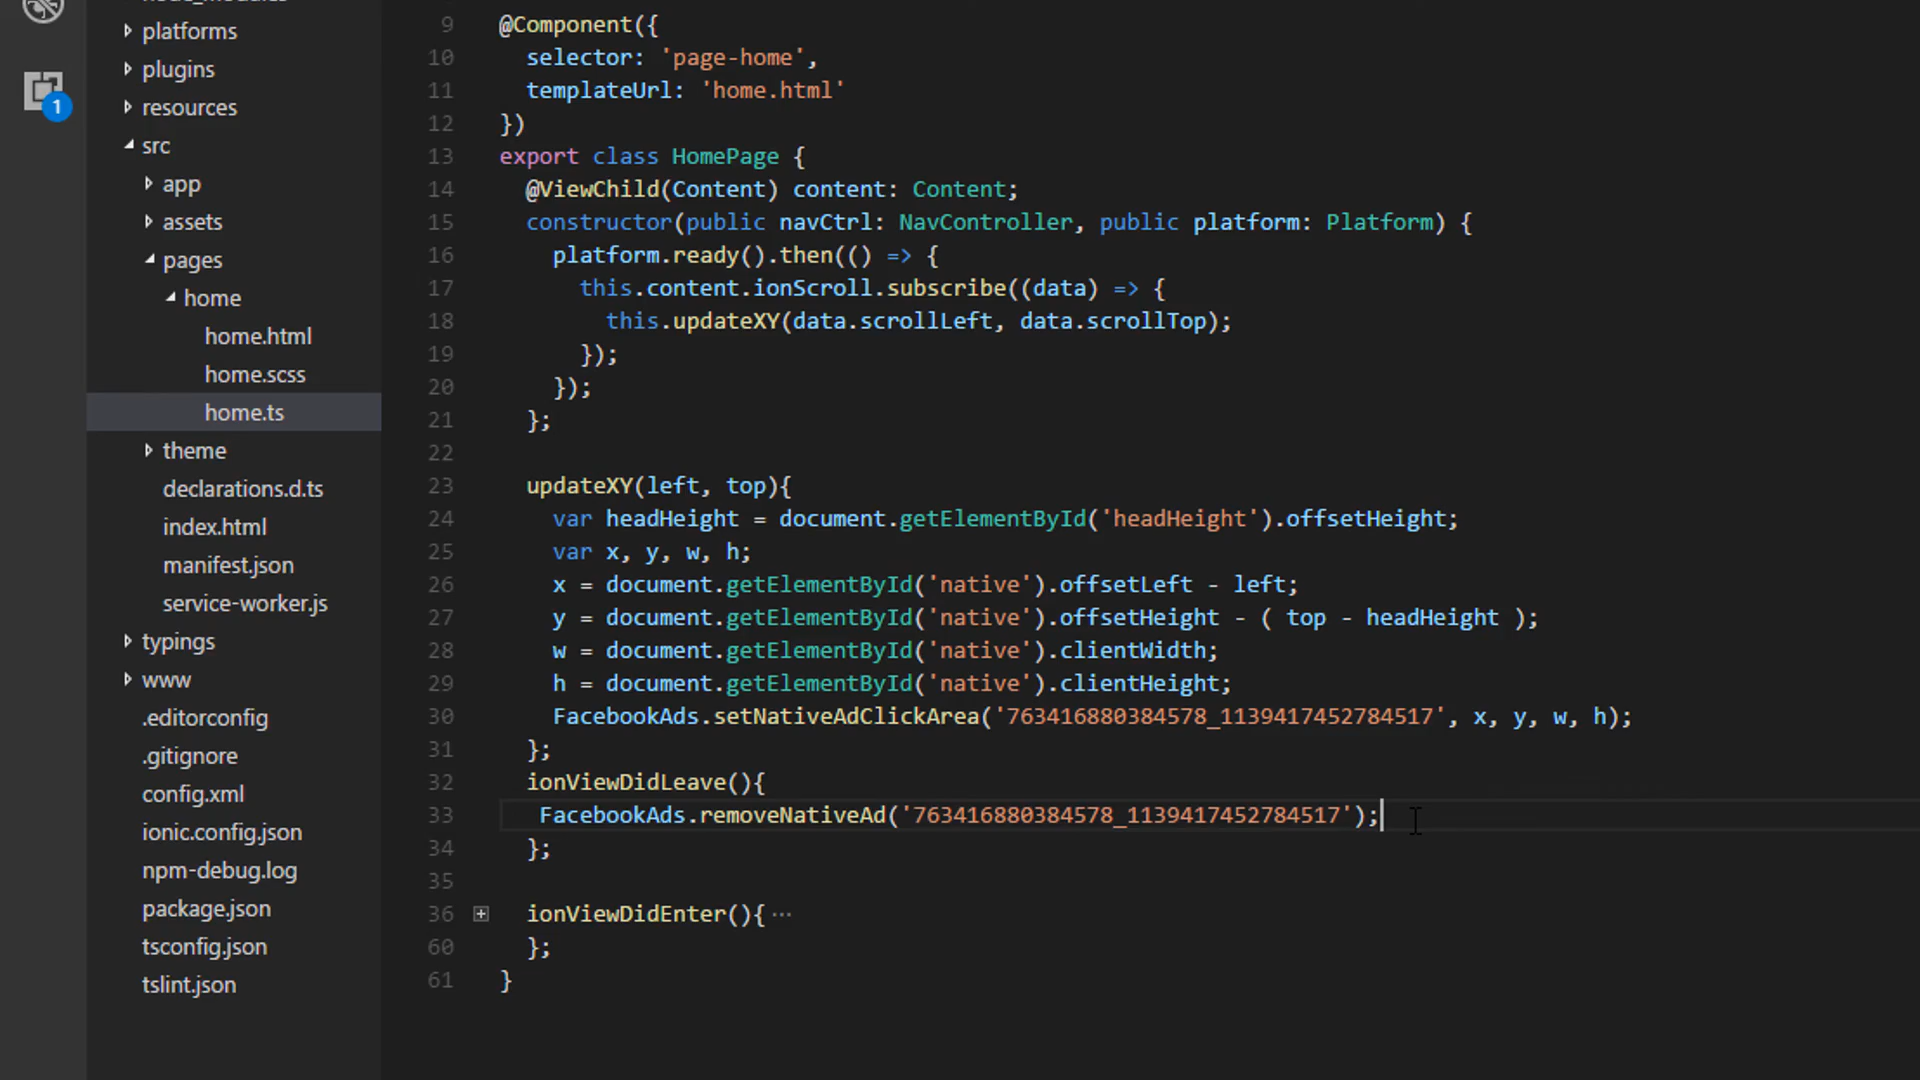 platforms
plugins
resources
src
app
assets
pages
home
home.html
home.scss
home.ts
theme
declarations.d.ts
index.html
manifest.json
service-worker.js
typings
www
.editorconfig
.gitignore
config.xml
ionic.config.json
npm-debug.log
package.json
tsconfig.json
tslint.json
1
9 @Component({
10 selector: 'page-home',
11 templateUrl: 'home.html'
12 })
13 export class HomePage {
14 @ViewChild(Content) content: Content;
15 constructor(public navCtrl: NavController, public platform: Platform) {
16 platform.ready().then(() => {
17 this.content.ionScroll.subscribe((data) => {
18 this.updateXY(data.scrollLeft, data.scrollTop);
19 });
20 });
21 };
22
23 updateXY(left, top){
24 var headHeight = document.getElementById('headHeight').offsetHeight;
25 var x, y, w, h;
26 x = document.getElementById('native').offsetLeft - left;
27 y = document.getElementById('native').offsetHeight - ( top - headHeight );
28 w = document.getElementById('native').clientWidth;
29 h = document.getElementById('native').clientHeight;
30 FacebookAds.setNativeAdClickArea('763416880384578_1139417452784517', x, y, w, h);
31 };
32 ionViewDidLeave(){
33 FacebookAds.removeNativeAd('763416880384578_1139417452784517');
34 };
35
36 ionViewDidEnter(){ ···
60 };
61 }